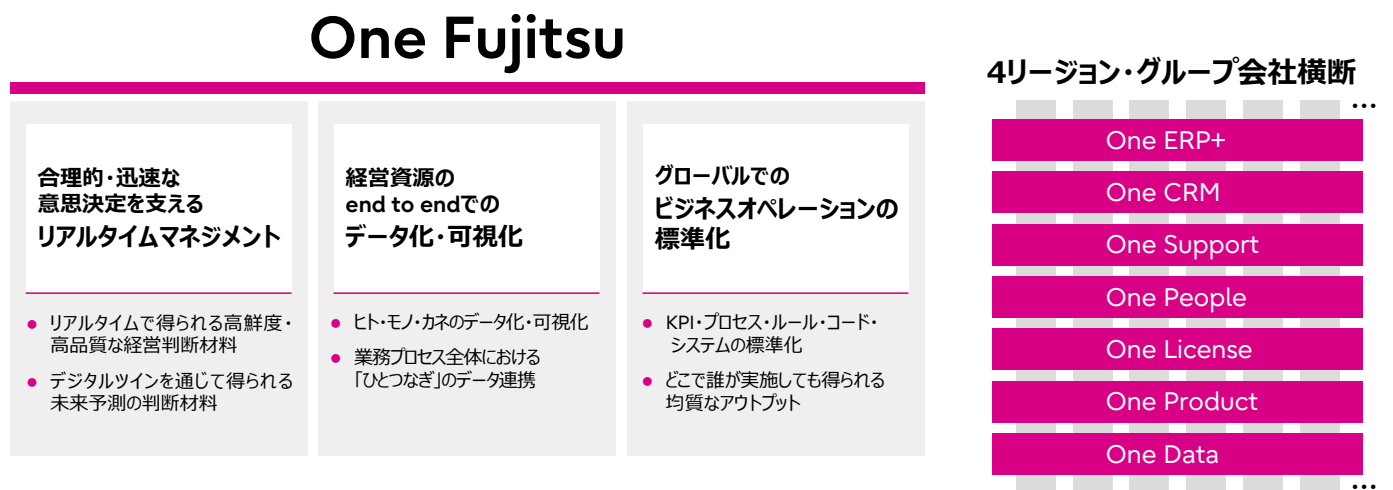 One Fujitsu
合理的・迅速な
意思決定を支える
リアルタイムマネジメント
● リアルタイムで得られる高鮮度・
高品質な経営判断材料
● デジタルツインを通じて得られる
未来予測の判断材料
経営資源の
end to endでの
データ化・可視化
● ヒト・モノ・カネのデータ化・可視化
● 業務プロセス全体における
「ひとつなぎ」のデータ連携
グローバルでの
ビジネスオペレーションの
標準化
● KPI・プロセス・ルール・コード・
システムの標準化
● どこで誰が実施しても得られる
均質なアウトプット
4リージョン・グループ会社横断
…
One ERP+
One CRM
One Support
One People
One License
One Product
One Data
…